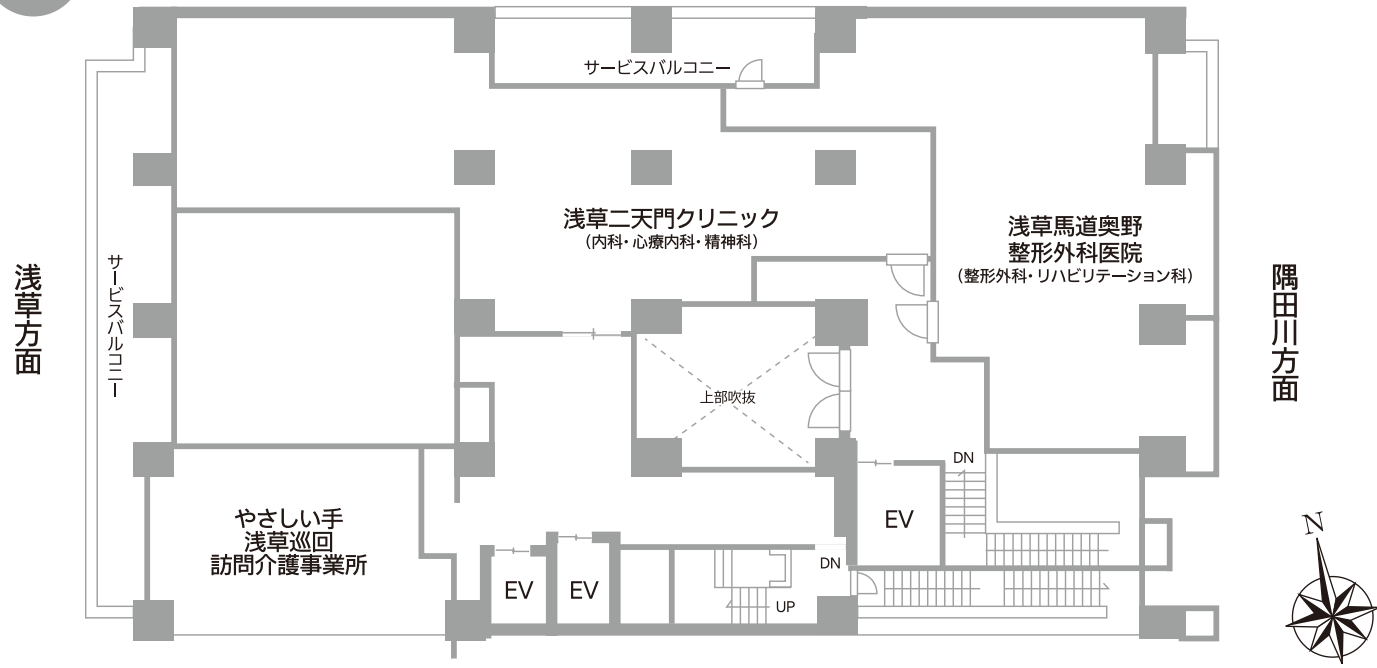 サービスバルコニー
浅草二天門クリニック
（内科・心療内科・精神科）
浅草馬道奥野
整形外科医院
（整形外科・リハビリテーション科）
浅草方面
サービスバルコニー
隅田川方面
上部吹抜
DN
EV
やさしい手
浅草巡回
訪問介護事業所
EV
EV
DN
UP
N